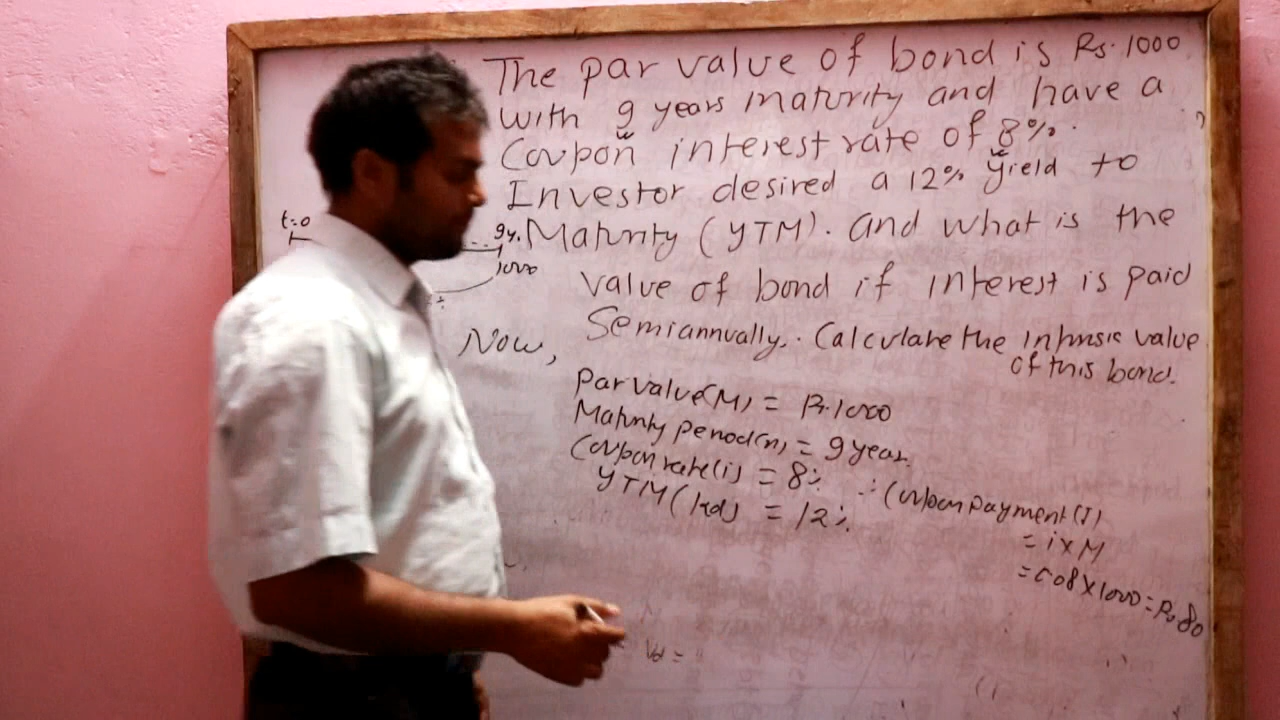 The par value of bond is Rs. 1000
with 9 years maturity and have a
Coupon interest rate of 8%.
Investor desired a 12% yield to
Maturity (YTM). and what is the
value of bond if interest is paid
Semiannually. Calculate the intrinsic value
of this bond.
t=0
9y.
1000
Now,
Par value(M) = Rs.1000
Maturity period(n) = 9 year.
Coupon rate(i) = 8%
YTM(kd) = 12%
∴ Coupon payment(I)
= i×M
= 0.08×1000 = Rs.80
Vd =